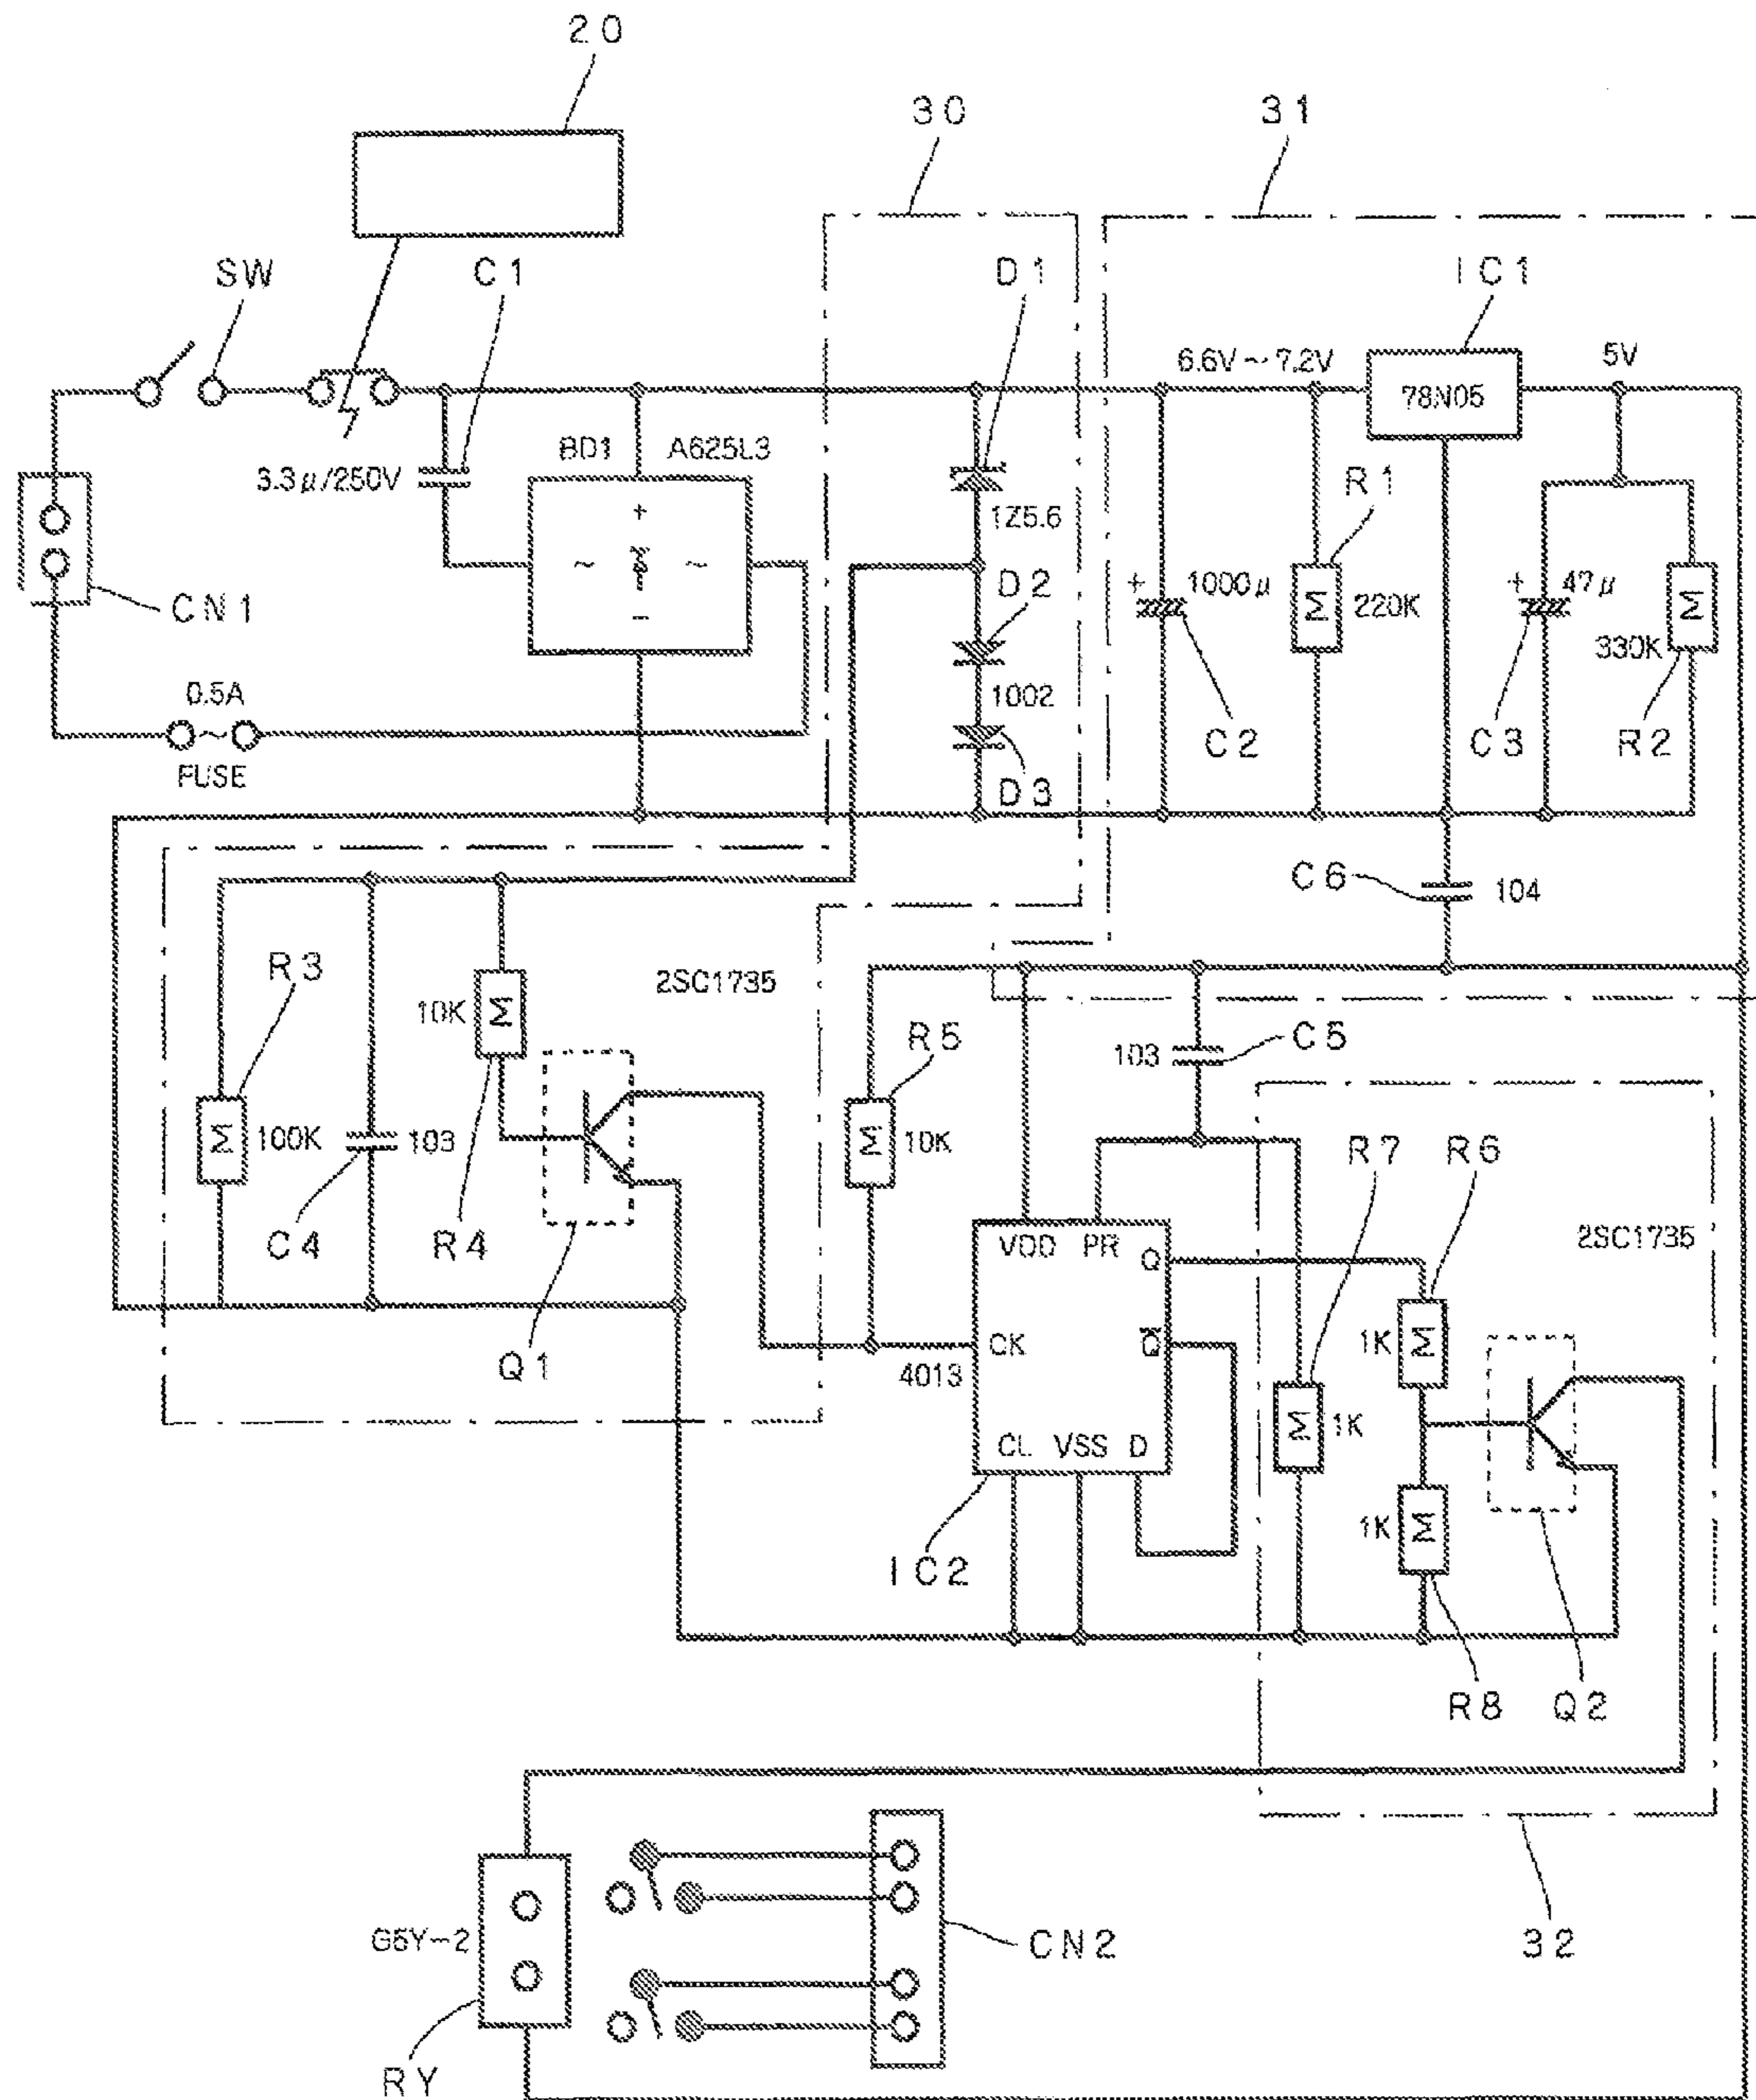 20
30
31
SW
C1
D1
IC1
6.6V～7.2V
5V
78N05
BD1
A625L3
3.3μ/250V
1Z5.6
R1
+
~
~
−
D2
+
1000μ
220K
+
47μ
330K
CN1
1002
0.5A
C2
C3
R2
FUSE
D3
C6
104
R3
10K
2SC1735
R5
103
C5
100K
103
10K
R7
R6
C4
R4
VDD
PR
Q
2SC1735
Q1
CK
Q̅
1K
4013
1K
CL
VSS
D
1K
IC2
R8
Q2
G5Y-2
CN2
32
RY